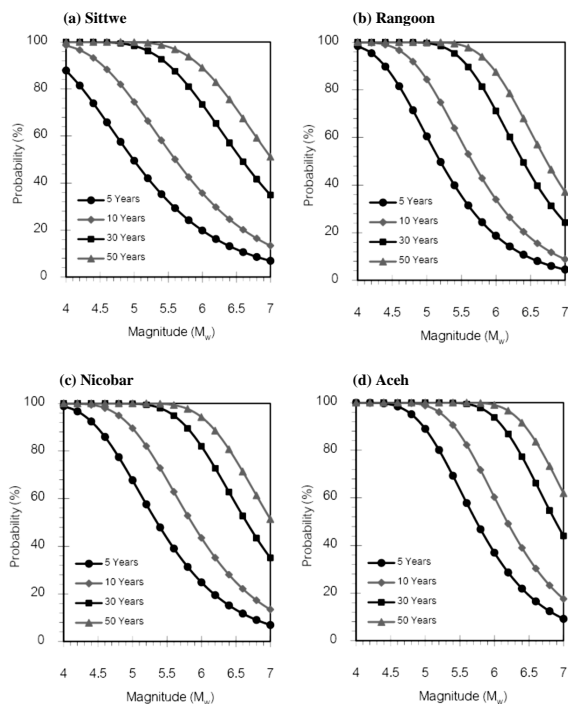 (a) Sittwe
100
80
60
40
20
0
Probability (%)
5 Years
10 Years
30 Years
50 Years
4 4.5 5 5.5 6 6.5 7
Magnitude (Mw)
(b) Rangoon
100
80
60
40
20
0
Probability (%)
5 Years
10 Years
30 Years
50 Years
4 4.5 5 5.5 6 6.5 7
Magnitude (Mw)
(c) Nicobar
100
80
60
40
20
0
Probability (%)
5 Years
10 Years
30 Years
50 Years
4 4.5 5 5.5 6 6.5 7
Magnitude (Mw)
(d) Aceh
100
80
60
40
20
0
Probability (%)
5 Years
10 Years
30 Years
50 Years
4 4.5 5 5.5 6 6.5 7
Magnitude (Mw)